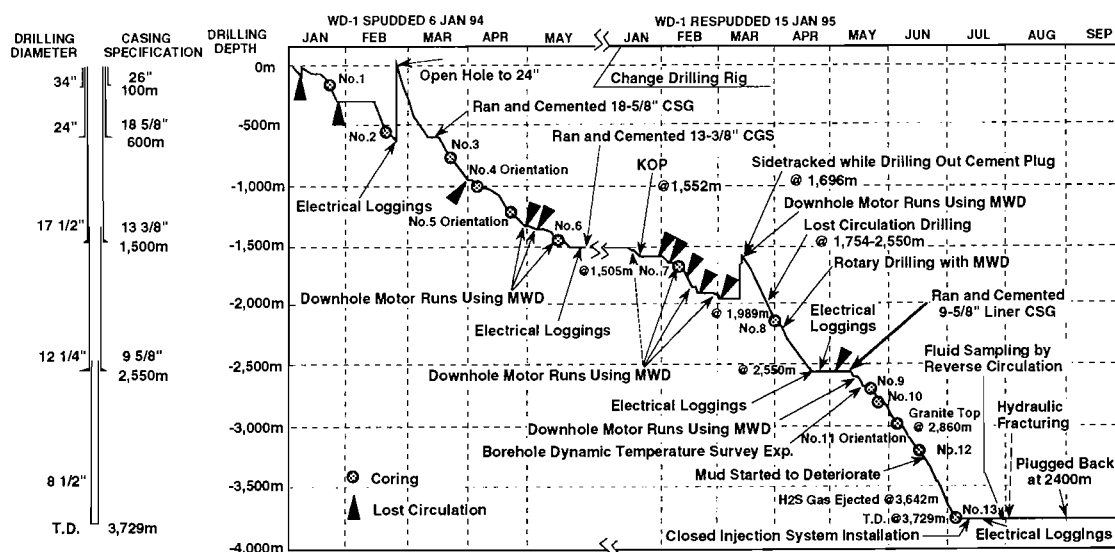 WD-1 SPUDDED 6 JAN 94
WD-1 RESPUDDED 15 JAN 95
DRILLING DIAMETER
CASING SPECIFICATION
DRILLING DEPTH
JAN FEB MAR APR MAY JAN FEB MAR APR MAY JUN JUL AUG SEP
34"
26"
100m
24"
18 5/8"
600m
17 1/2"
13 3/8"
1,500m
12 1/4"
9 5/8"
2,550m
8 1/2"
T.D.
3,729m
0m
-500m
-1,000m
-1,500m
-2,000m
-2,500m
-3,000m
-3,500m
-4,000m
No.1
No.2
Open Hole to 24"
Change Drilling Rig
Ran and Cemented 18-5/8" CSG
No.3
Ran and Cemented 13-3/8" CGS
No.4 Orientation
Electrical Loggings
No.5 Orientation
No.6
KOP
@1,552m
Sidetracked while Driiling Out Cement Plug
@ 1,696m
Downhole Motor Runs Using MWD
Lost Circulation Drilling
@ 1,754-2,550m
Rotary Drilling with MWD
@1,505m
No.7
Downhole Motor Runs Using MWD
Electrical Loggings
@ 1,989m
No.8
Electrical
Loggings
Ran and Cemented
9-5/8" Liner CSG
Downhole Motor Runs Using MWD
@ 2,550m
Fluid Sampling by
Reverse Circulation
Electrical Loggings
No.9
No.10
Downhole Motor Runs Using MWD
Granite Top
@ 2,860m
Hydraulic
Fracturing
No.11 Orientation
Borehole Dynamic Temperature Survey Exp.
No.12
Mud Started to Deteriorate
Plugged Back
at 2400m
Coring
Lost Circulation
H2S Gas Ejected @3,642m
No.13
T.D. @3,729m
Closed Injection System Installation
Electrical Loggings